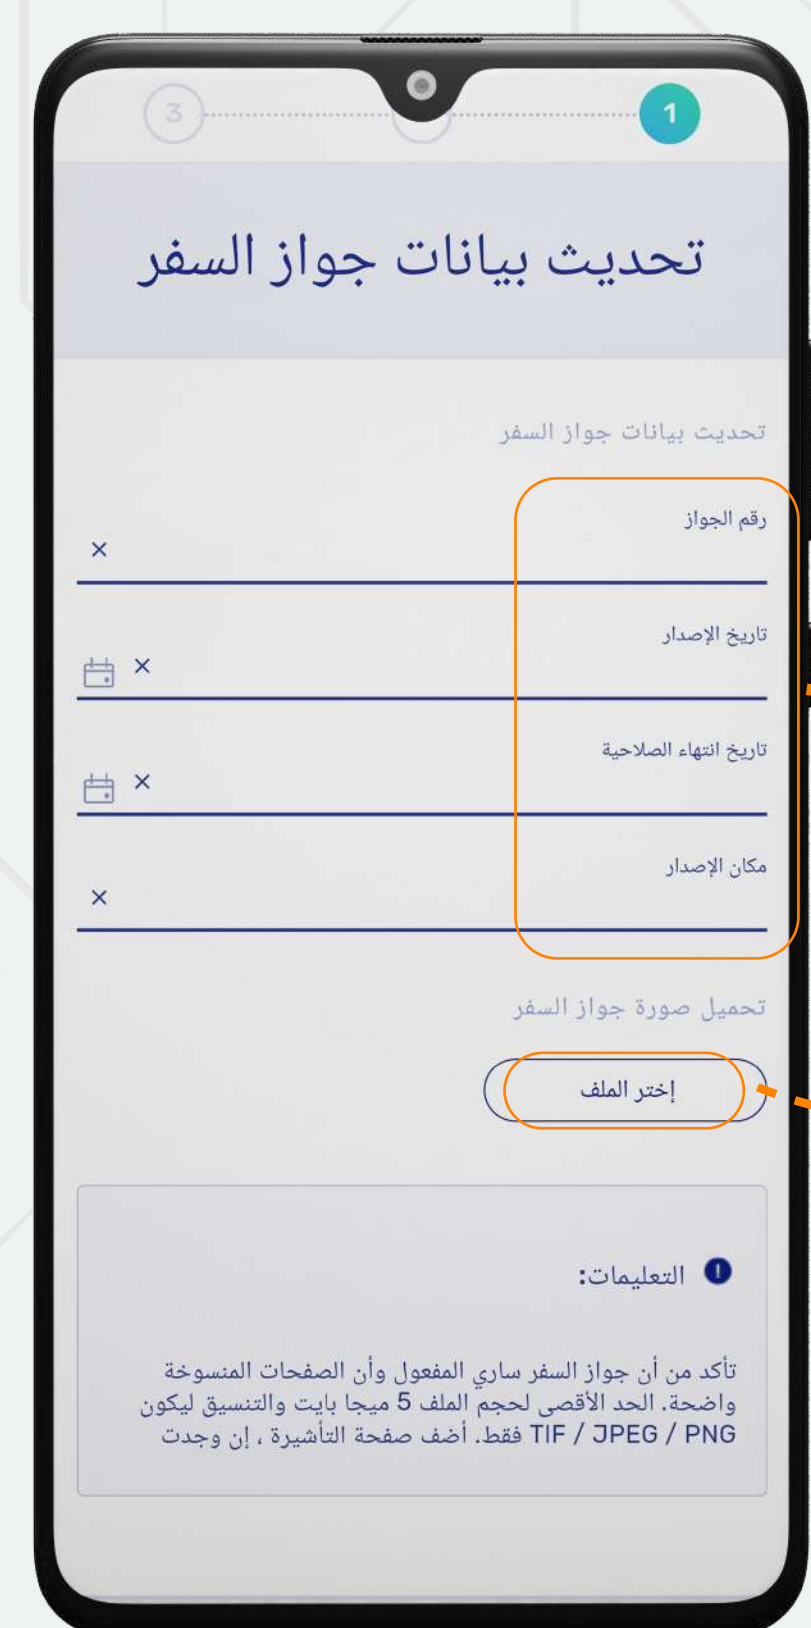 1
3
تحديث بيانات جواز السفر
تحديث بيانات جواز السفر
رقم الجواز
تاريخ الإصدار
تاريخ انتهاء الصلاحية
مكان الإصدار
تحميل صورة جواز السفر
إختر الملف
التعليمات:
تأكد من أن جواز السفر ساري المفعول وأن الصفحات المنسوخة
واضحة. الحد الأقصى لحجم الملف 5 ميجا بايت والتنسيق ليكون
TIF / JPEG / PNG فقط. أضف صفحة التأشيرة ، إن وجدت